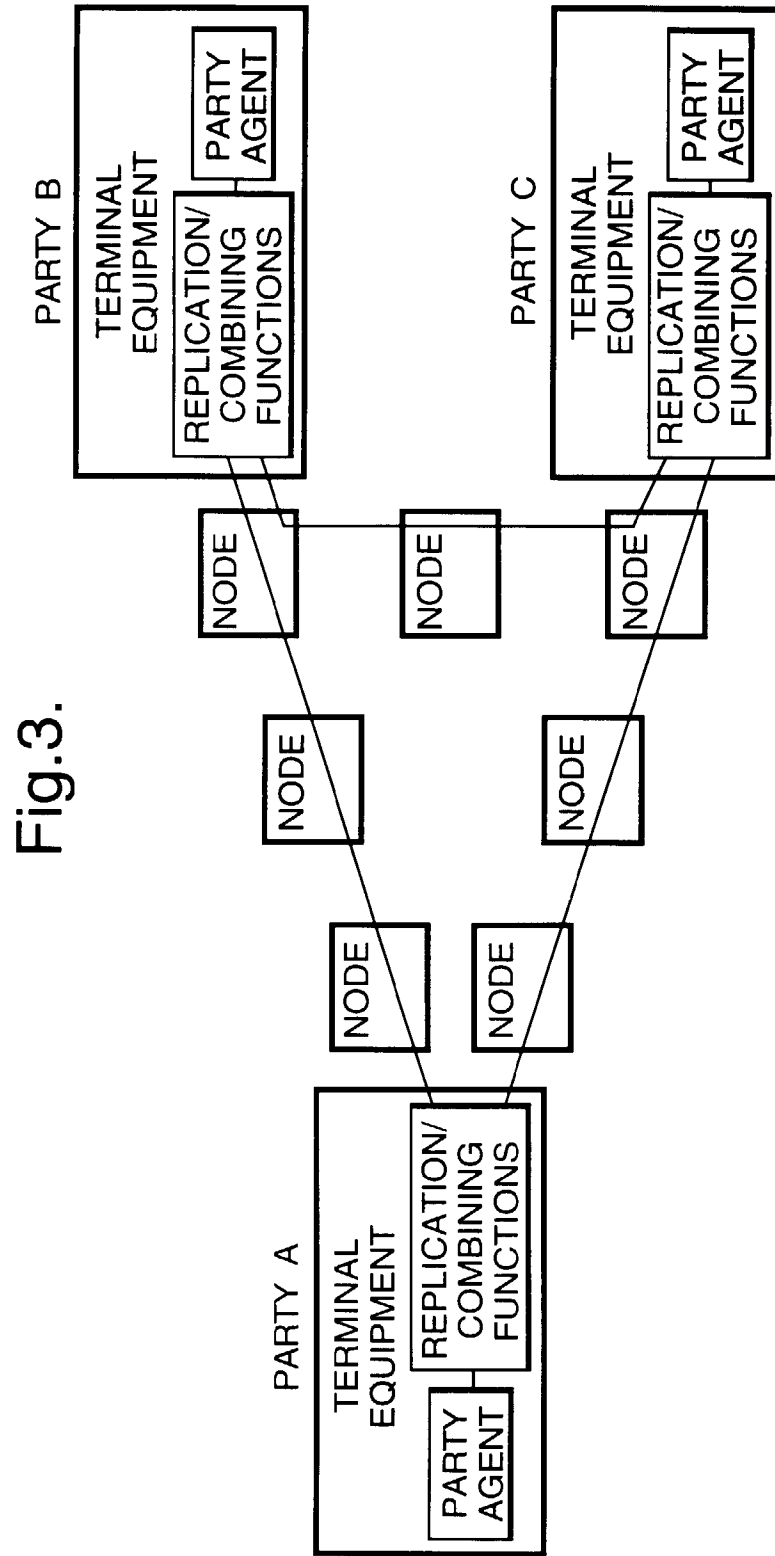 Fig.3.
PARTY A
TERMINAL
EQUIPMENT
PARTY
AGENT
REPLICATION/
COMBINING
FUNCTIONS
NODE
NODE
NODE
NODE
NODE
NODE
NODE
PARTY B
TERMINAL
EQUIPMENT
REPLICATION/
COMBINING
FUNCTIONS
PARTY
AGENT
PARTY C
TERMINAL
EQUIPMENT
REPLICATION/
COMBINING
FUNCTIONS
PARTY
AGENT